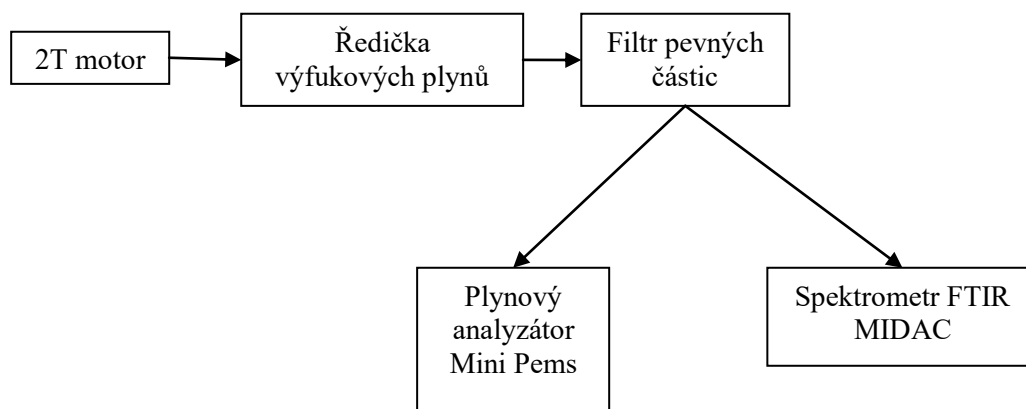 2T motor
Ředička
výfukových plynů
Filtr pevných
částic
Plynový
analyzátor
Mini Pems
Spektrometr FTIR
MIDAC